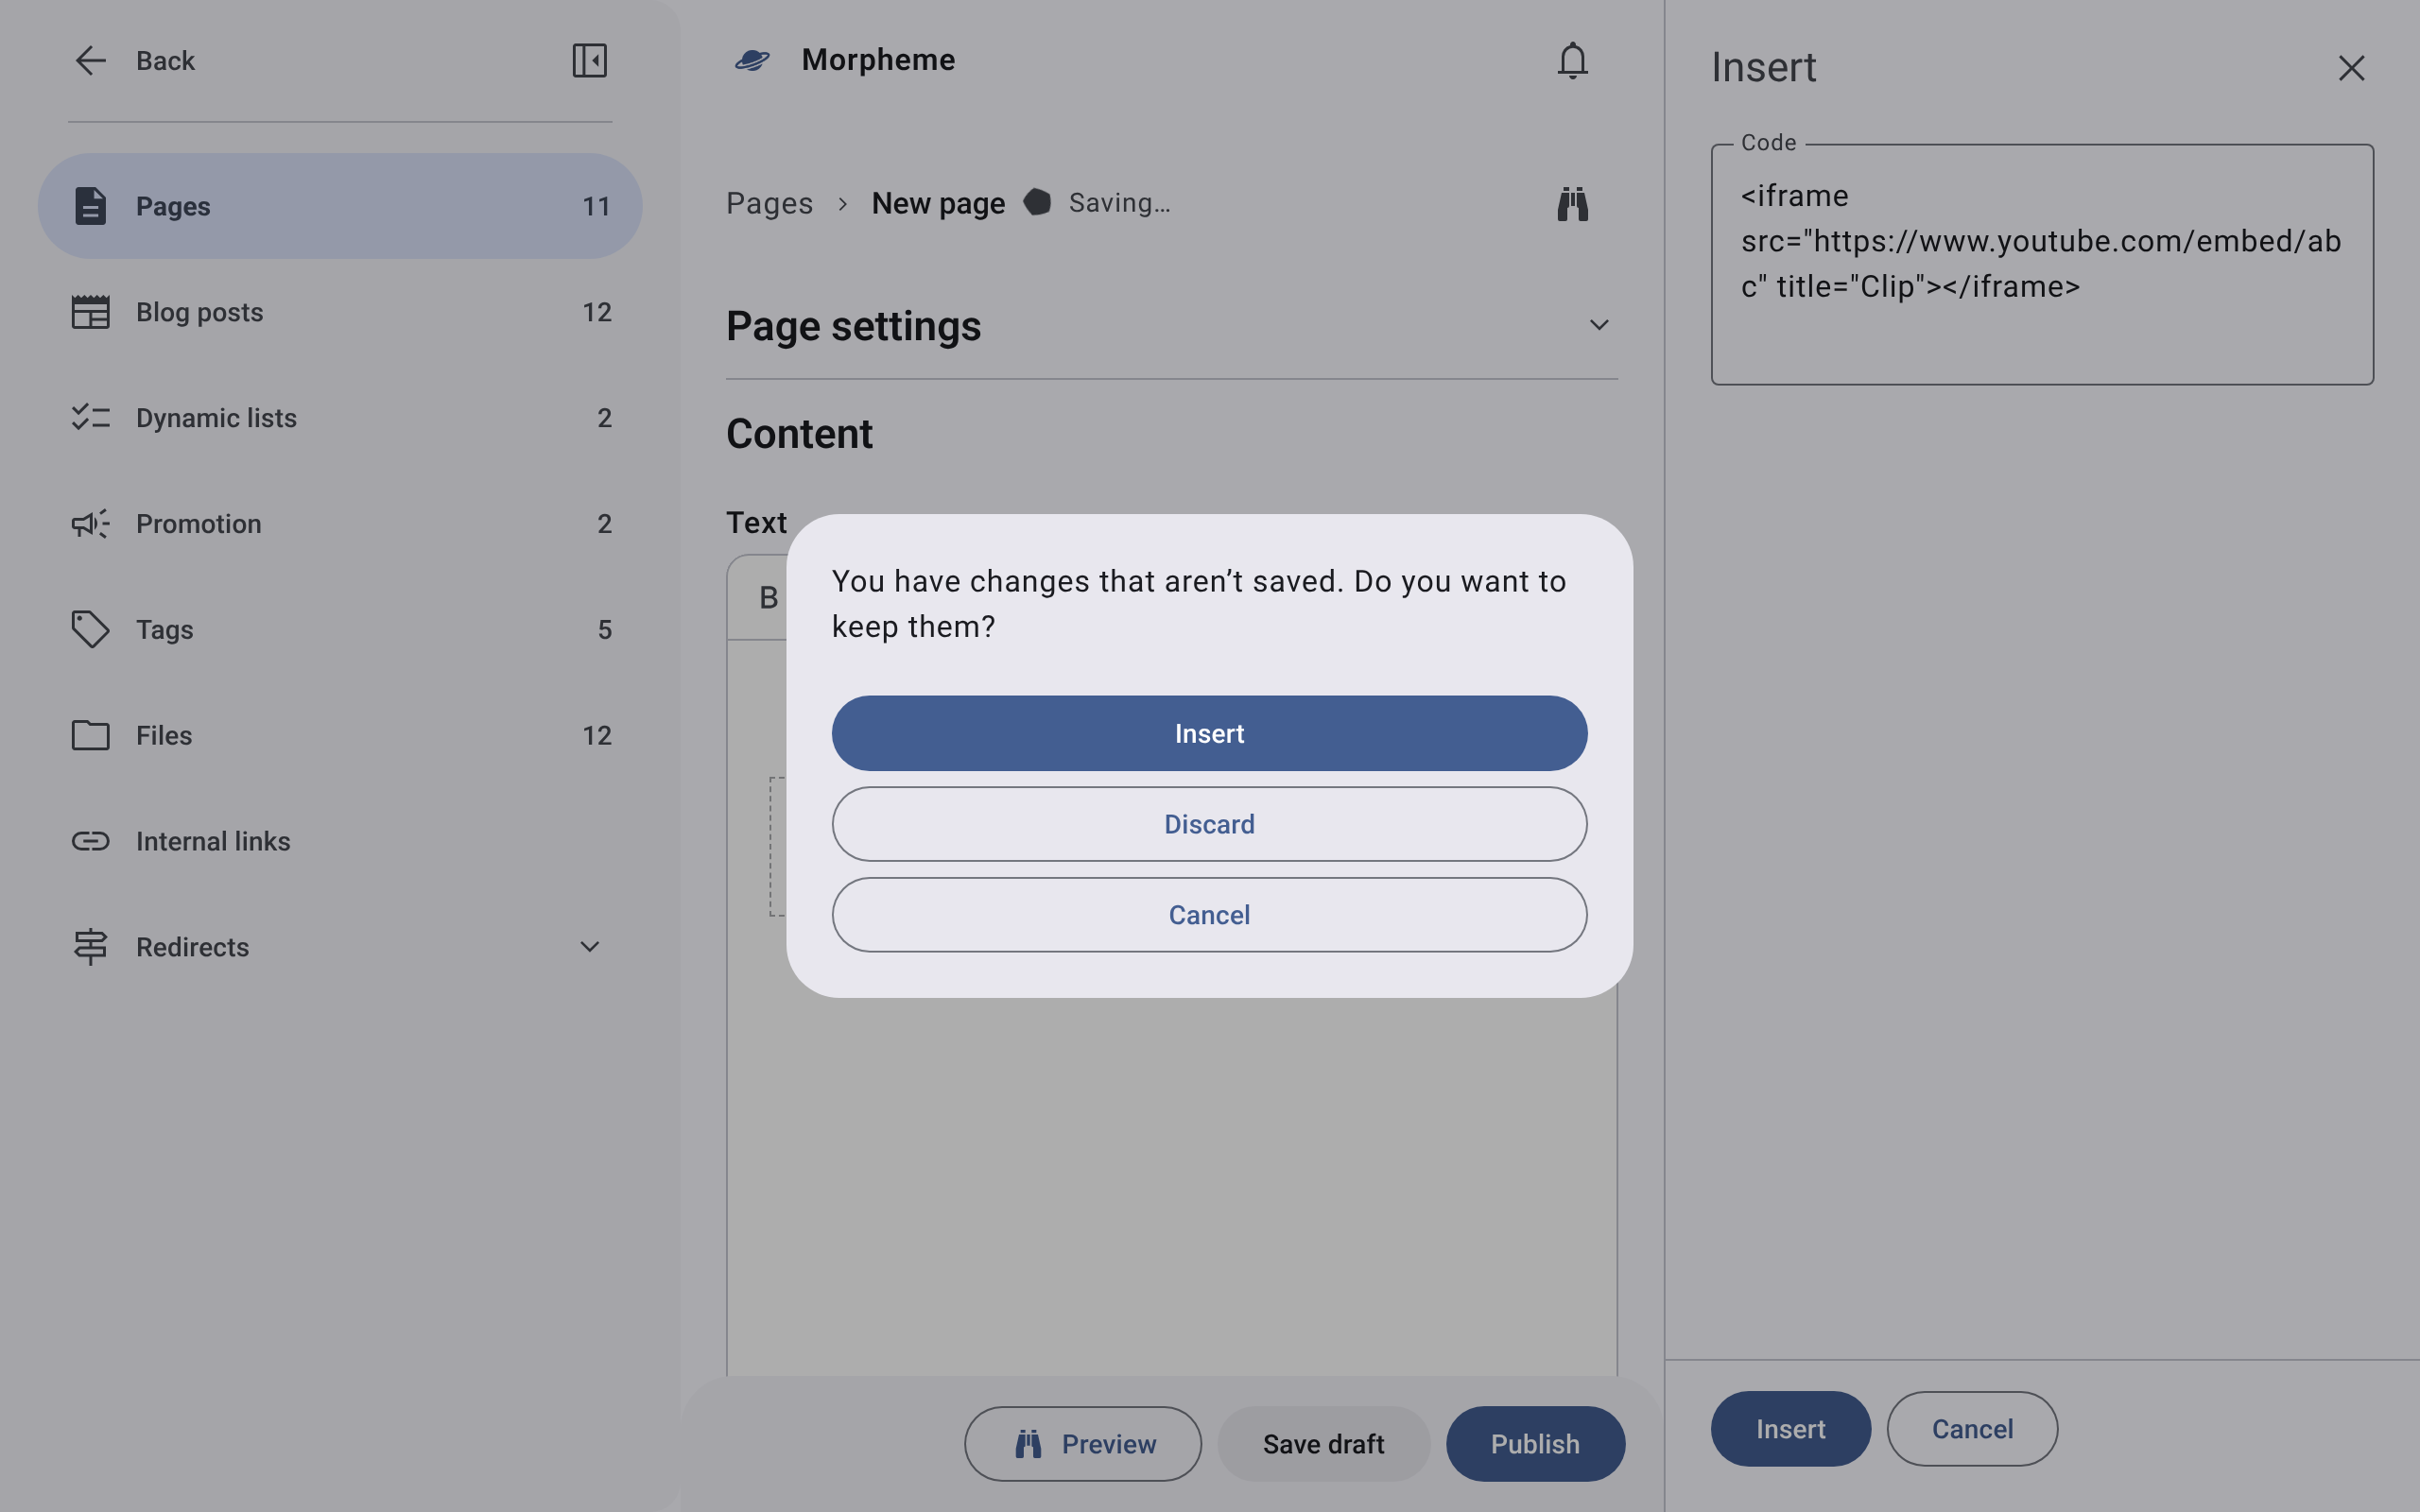 Back
Pages 11
Blog posts 12
Dynamic lists 2
Promotion 2
Tags 5
Files 12
Internal links
Redirects
Morpheme
Pages > New page Saving…
Page settings
Content
Text
B
You have changes that aren’t saved. Do you want to
keep them?
Insert
Discard
Cancel
Preview
Save draft
Publish
Insert
Code
<iframe
src="https://www.youtube.com/embed/ab
c" title="Clip"></iframe>
Insert
Cancel